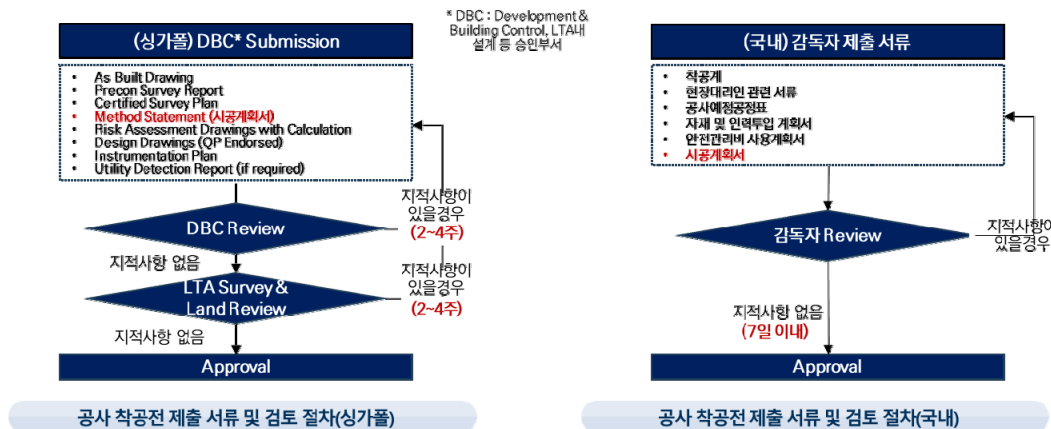 * DBC : Development &
Building Control, LTA내
설계 등 승인부서
(싱가폴) DBC* Submission
• As Built Drawing
• Precon Survey Report
• Certified Survey Plan
• Method Statement (시공계획서)
• Risk Assessment Drawings with Calculation
• Design Drawings (QP Endorsed)
• Instrumentation Plan
• Utility Detection Report (if required)
지적사항이
있을경우
(2~4주)
DBC Review
지적사항 없음
지적사항이
있을경우
(2~4주)
LTA Survey &
Land Review
지적사항 없음
Approval
공사 착공전 제출 서류 및 검토 절차(싱가폴)
(국내) 감독자 제출 서류
• 착공계
• 현장대리인 관련 서류
• 공사예정공정표
• 자재 및 인력투입 계획서
• 안전관리비 사용계획서
• 시공계획서
감독자 Review
지적사항이
있을경우
지적사항 없음
(7일 이내)
Approval
공사 착공전 제출 서류 및 검토 절차(국내)